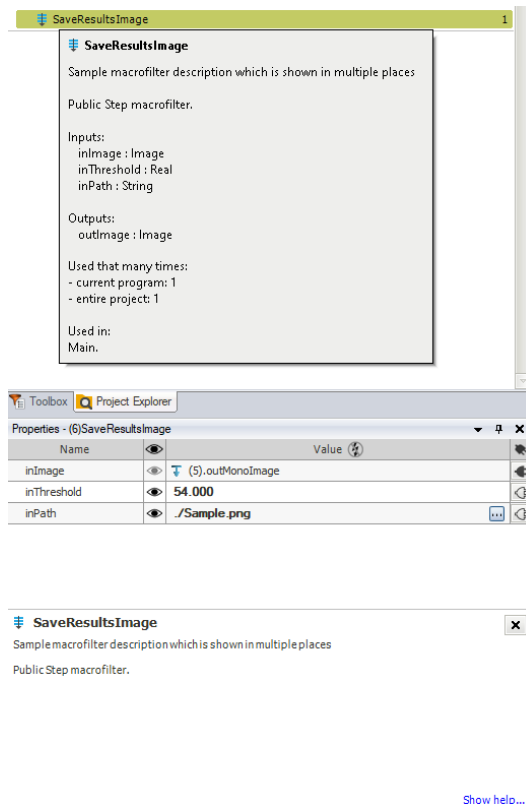 SaveResultsImage 1
SaveResultsImage
Sample macrofilter description which is shown in multiple places
Public Step macrofilter.
Inputs:
inImage : Image
inThreshold : Real
inPath : String
Outputs:
outImage : Image
Used that many times:
- current program: 1
- entire project: 1
Used in:
Main.
Toolbox Project Explorer
Properties - (6)SaveResultsImage
Name Value
inImage (5).outMonoImage
inThreshold 54.000
inPath ./Sample.png ...
SaveResultsImage
Sample macrofilter description which is shown in multiple places
Public Step macrofilter.
Show help...